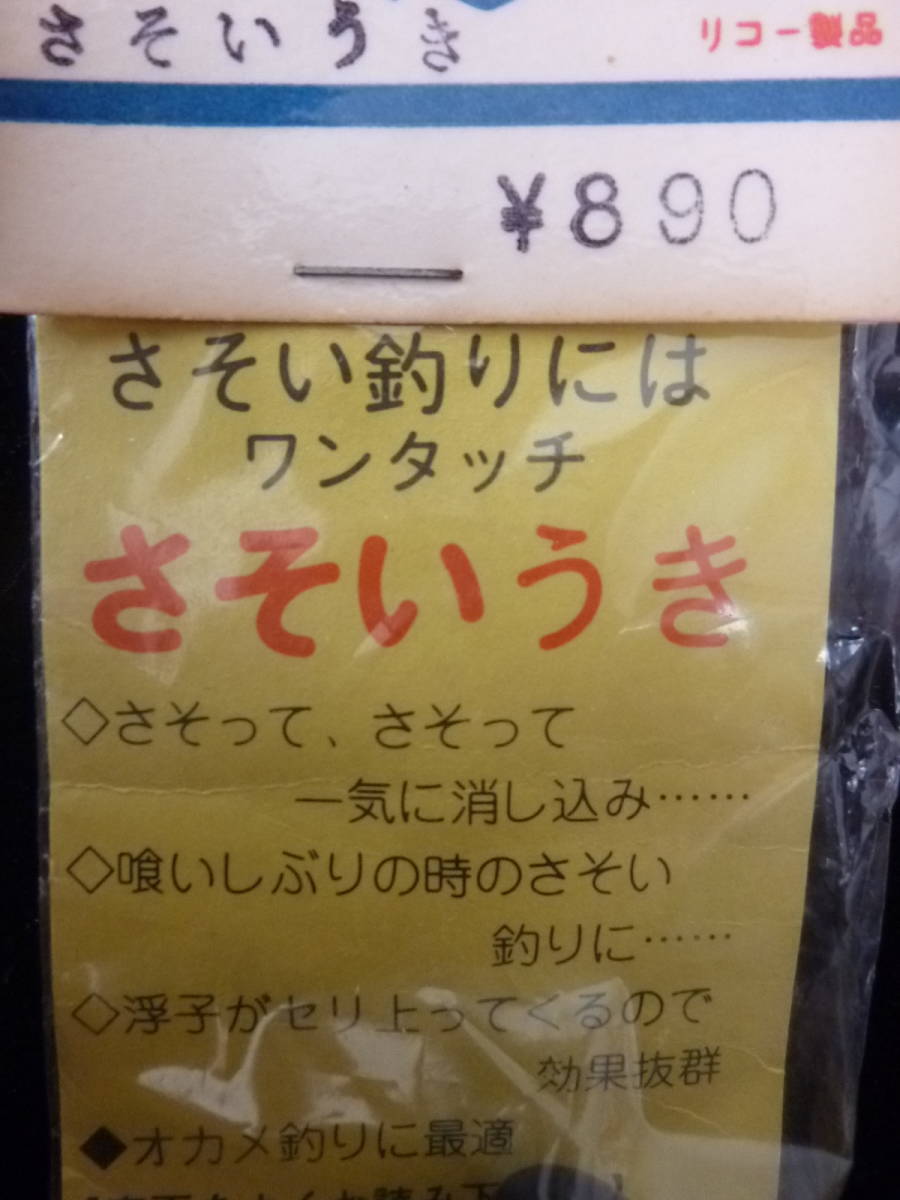 さそいうき
リコー製品
¥890
さそい釣りには
ワンタッチ
さそいうき
◇さそって、さそって
一気に消し込み……
◇喰いしぶりの時のさそい
釣りに……
◇浮子がセリ上ってくるので
効果抜群
◆オカメ釣りに最適